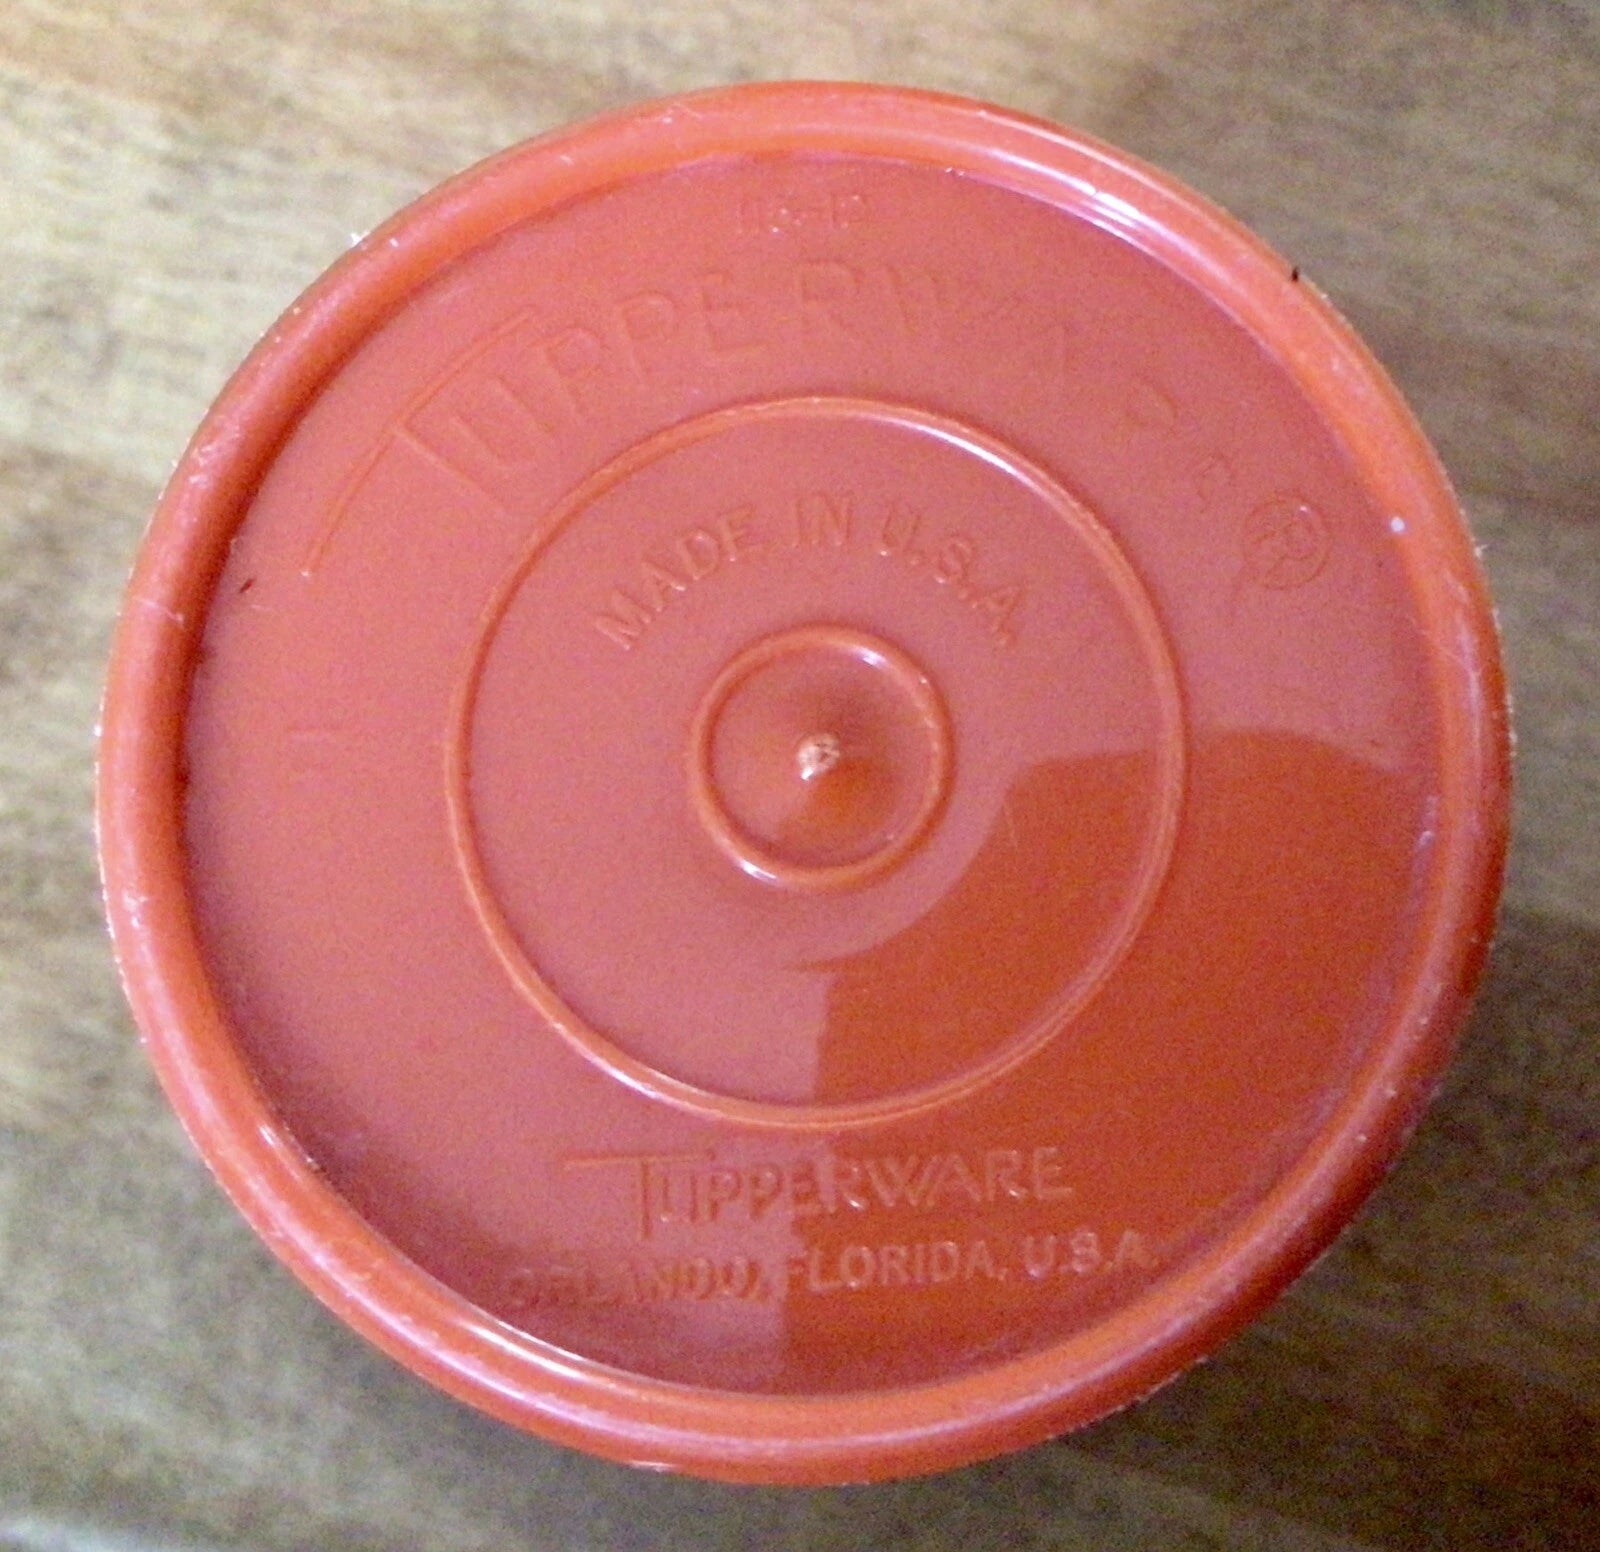 TUPPERWARE ®
MADE IN U.S.A.
TUPPERWARE
ORLANDO, FLORIDA, U.S.A.